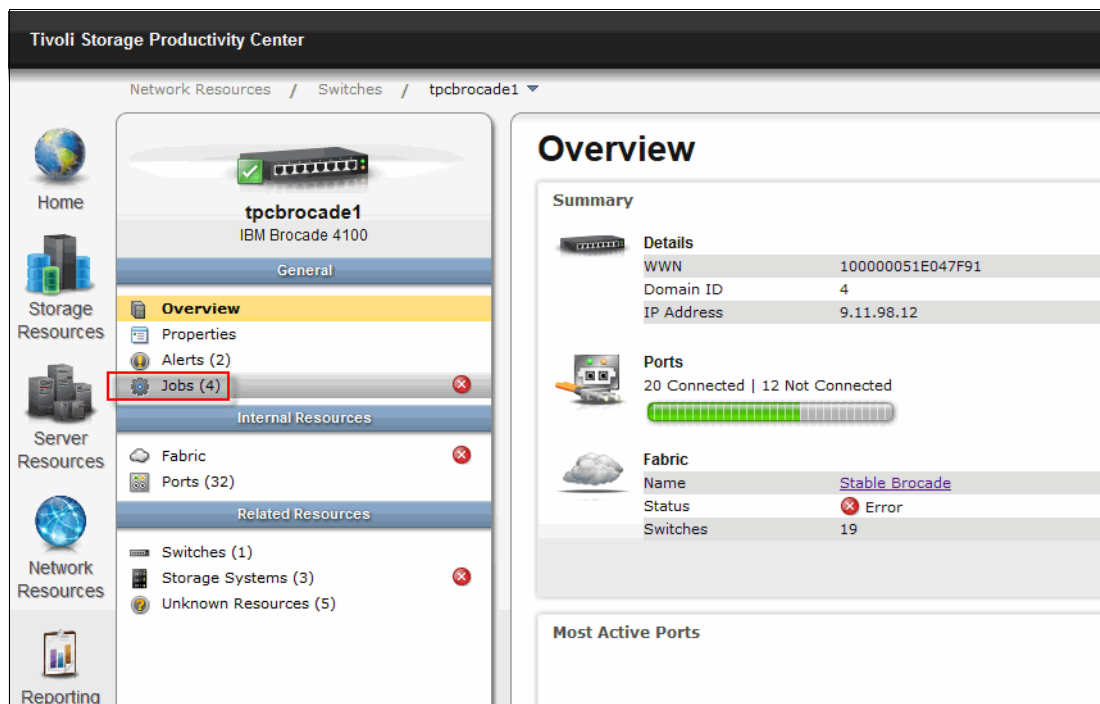 Tivoli Storage Productivity Center
Network Resources / Switches / tpcbrocade1
Home
Storage Resources
Server Resources
Network Resources
Reporting
tpcbrocade1
IBM Brocade 4100
General
Overview
Properties
Alerts (2)
Jobs (4)
Internal Resources
Fabric
Ports (32)
Related Resources
Switches (1)
Storage Systems (3)
Unknown Resources (5)
Overview
Summary
Details
WWN 100000051E047F91
Domain ID 4
IP Address 9.11.98.12
Ports
20 Connected | 12 Not Connected
Fabric
Name Stable Brocade
Status Error
Switches 19
Most Active Ports